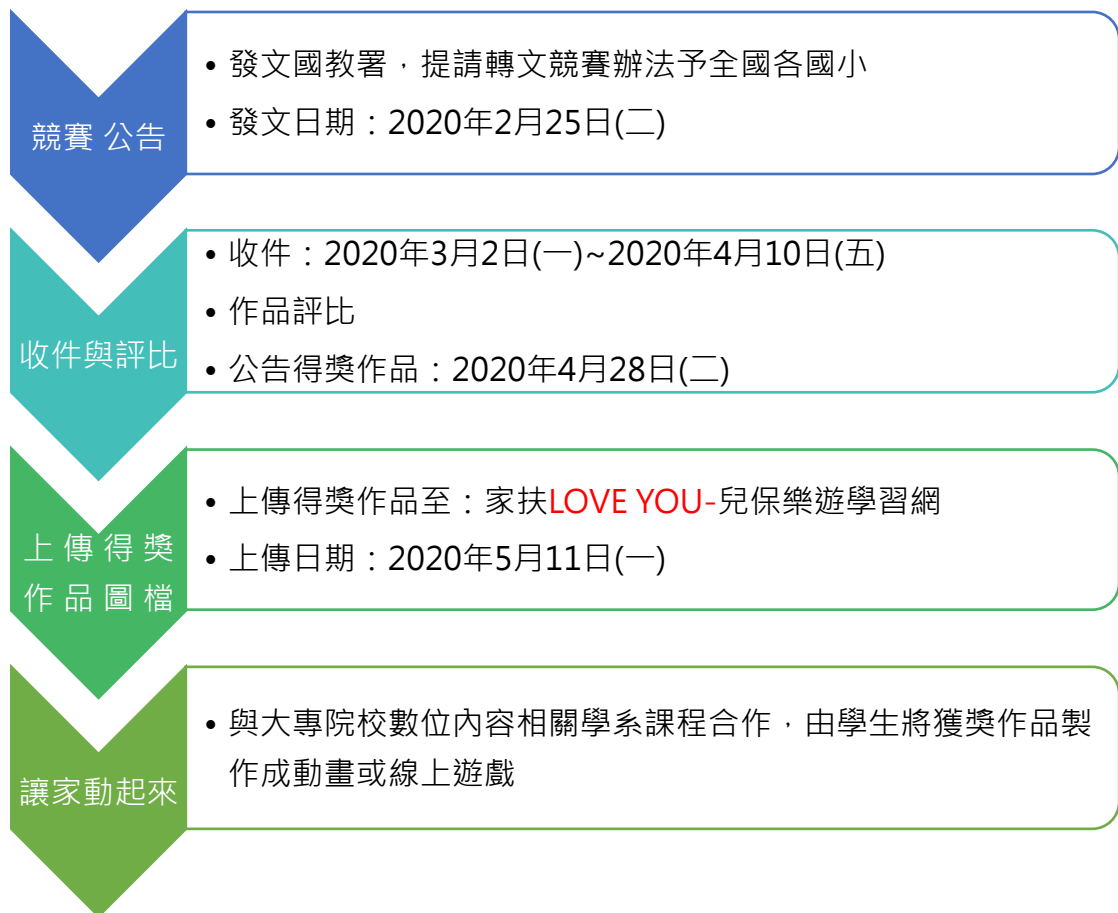 競賽 公告
• 發文國教署，提請轉文競賽辦法予全國各國小
• 發文日期：2020年2月25日(二)
收件與評比
• 收件：2020年3月2日(一)~2020年4月10日(五)
• 作品評比
• 公告得獎作品：2020年4月28日(二)
上傳得獎
作品圖檔
• 上傳得獎作品至：家扶LOVE YOU-兒保樂遊學習網
• 上傳日期：2020年5月11日(一)
讓家動起來
• 與大專院校數位內容相關學系課程合作，由學生將獲獎作品製
作成動畫或線上遊戲